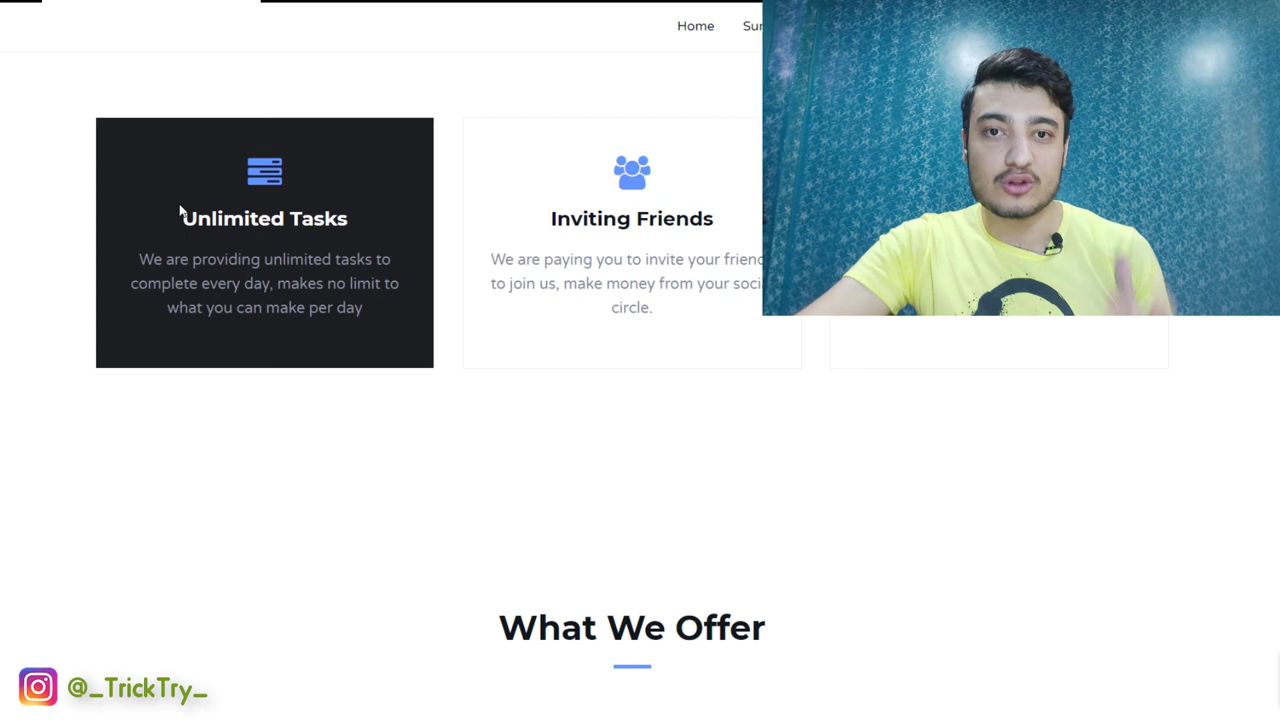 Home
Unlimited Tasks
We are providing unlimited tasks to
complete every day, makes no limit to
what you can make per day
Inviting Friends
We are paying you to invite your
to join us, make money from your
circle.
What We Offer
@_TrickTry_